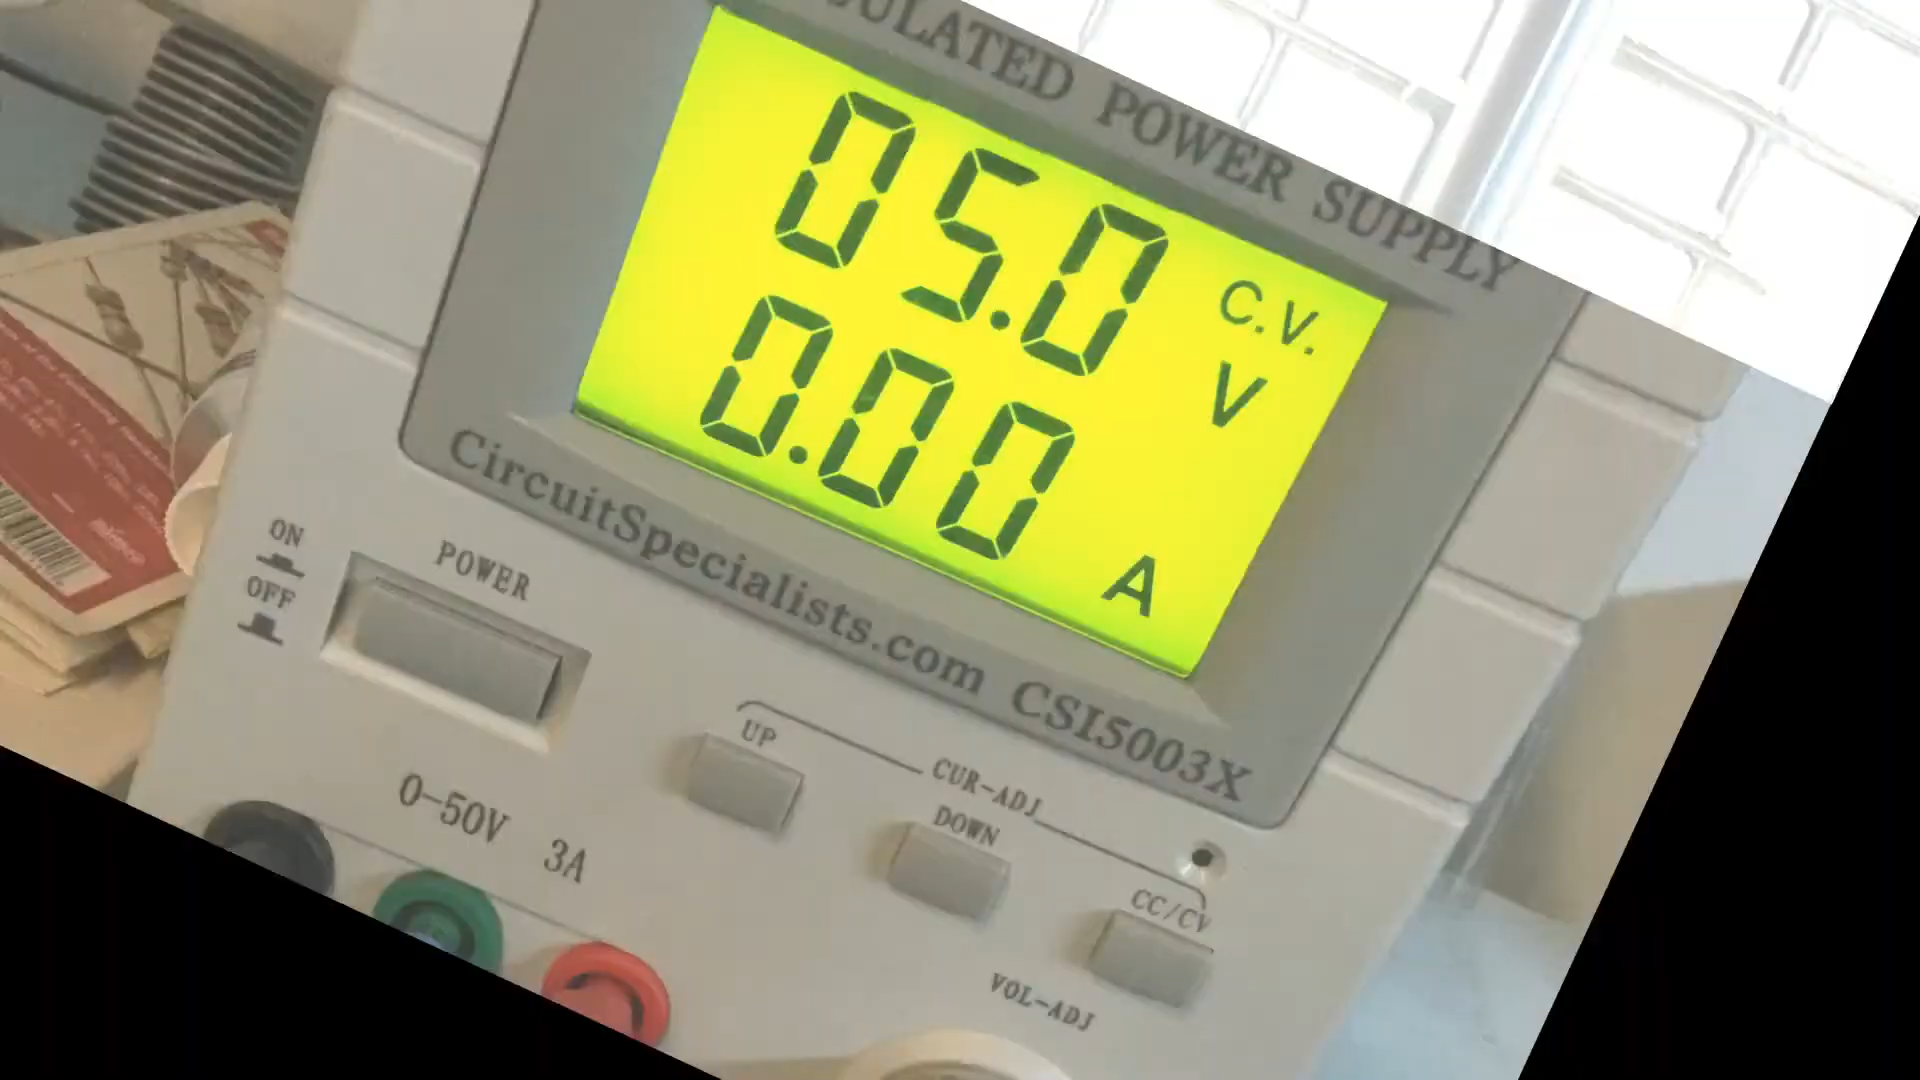 ULATED POWER SUPPLY
05.0 C.V.
V
0.00
A
CircuitSpecialists.com CSI5003X
ON
OFF
POWER
UP
CUR-ADJ
DOWN
CC/CV
0-50V 3A
VOL-ADJ